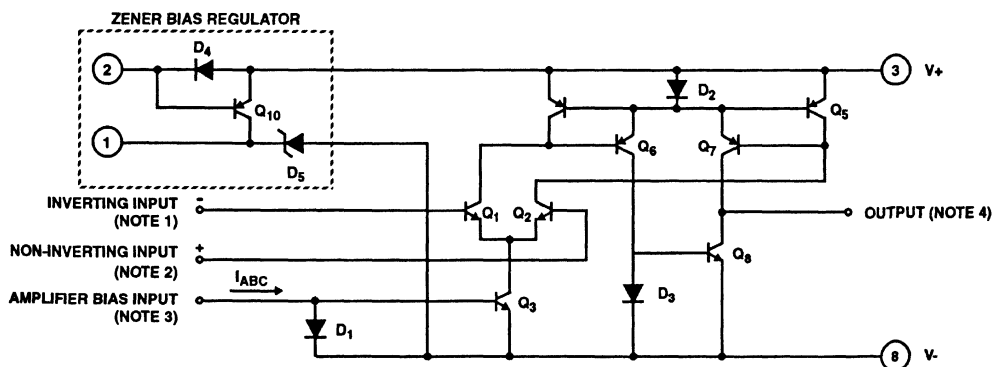 ZENER BIAS REGULATOR
D4
2
3 V+
D2
Q10
Q5
1
Q6
Q7
D5
INVERTING INPUT -
(NOTE 1)
Q1
Q2
OUTPUT (NOTE 4)
NON-INVERTING INPUT +
(NOTE 2)
Q8
IABC
AMPLIFIER BIAS INPUT
(NOTE 3)
Q3
D3
D1
8 V-